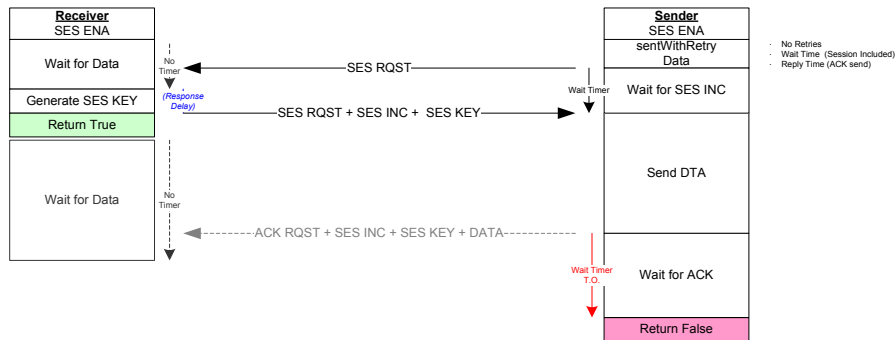 Receiver
SES ENA
Wait for Data
Generate SES KEY
Return True
Wait for Data
No
Timer
(Response
Delay)
No
Timer
SES RQST
SES RQST + SES INC + SES KEY
ACK RQST + SES INC + SES KEY + DATA
Wait Timer
Wait Timer
T.O.
Sender
SES ENA
sentWithRetry
Data
Wait for SES INC
Send DTA
Wait for ACK
Return False
· No Retries
· Wait Time (Session Included)
· Reply Time (ACK send)